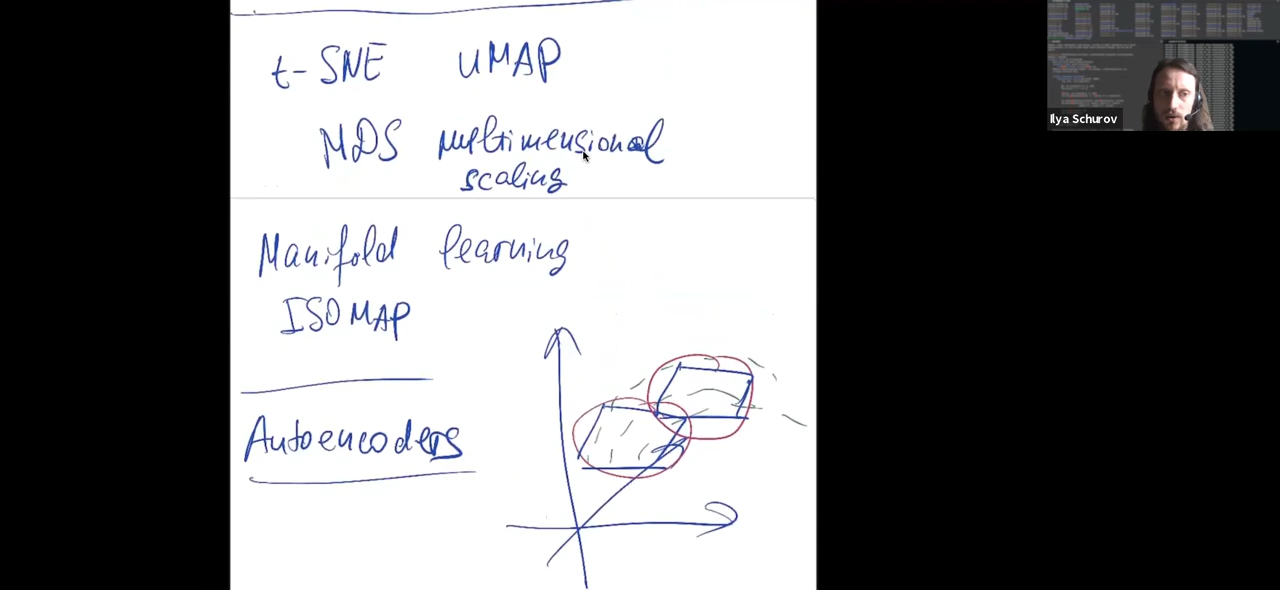 t-SNE UMAP
MDS multimensional
scaling
Manifold learning
ISOMAP
Autoencoders
Ilya Schurov